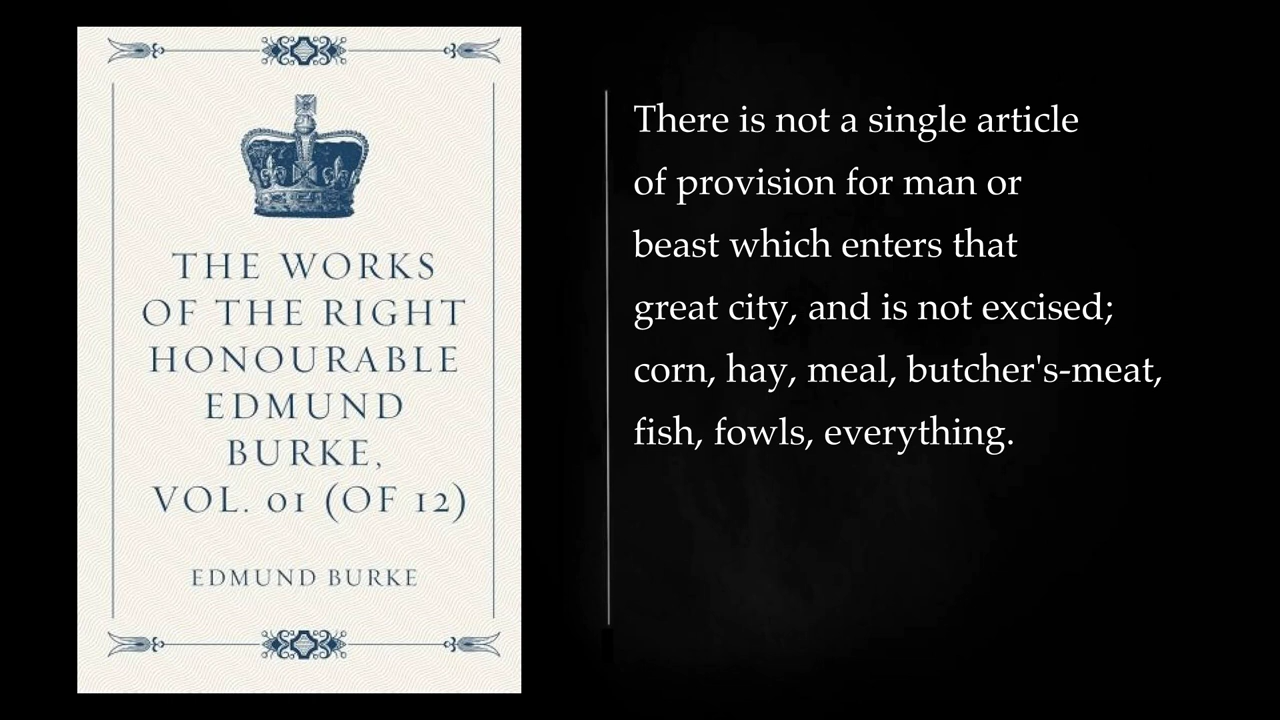 THE WORKS
OF THE RIGHT
HONOURABLE
EDMUND
BURKE,
VOL. 01 (OF 12)
EDMUND BURKE
There is not a single article
of provision for man or
beast which enters that
great city, and is not excised;
corn, hay, meal, butcher's-meat,
fish, fowls, everything.